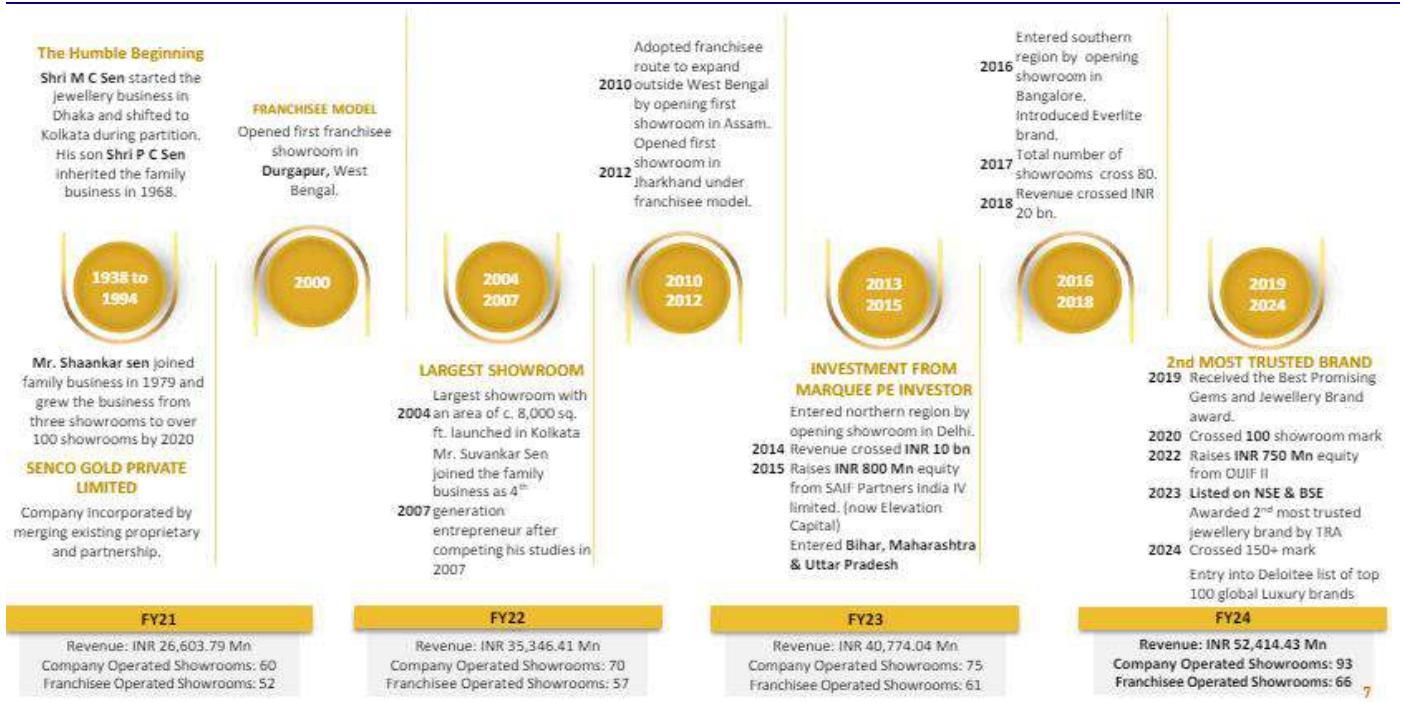 The Humble Beginning
Shri M C Sen started the
jewellery business in
Dhaka and shifted to
Kolkata during partition.
His son Shri P C Sen
inherited the family
business in 1968.
1938 to
1994
Mr. Shaankar sen joined
family business in 1979 and
grew the business from
three showrooms to over
100 showrooms by 2020
SENCO GOLD PRIVATE
LIMITED
Company incorporated by
merging existing proprietary
and partnership.
FRANCHISEE MODEL
Opened first franchisee
showroom in
Durgapur, West
Bengal.
2000
2004
2007
LARGEST SHOWROOM
Largest showroom with
2004 an area of c. 8,000 sq.
ft. launched in Kolkata
Mr. Suvankar Sen
joined the family
business as 4th
2007 generation
entrepreneur after
competing his studies in
2007
Adopted franchisee
route to expand
2010 outside West Bengal
by opening first
showroom in Assam.
Opened first
2012 showroom in
Jharkhand under
franchisee model.
2010
2012
2013
2015
INVESTMENT FROM
MARQUEE PE INVESTOR
Entered northern region by
opening showroom in Delhi.
2014 Revenue crossed INR 10 bn
2015 Raises INR 800 Mn equity
from SAIF Partners India IV
limited. (now Elevation
Capital)
Entered Bihar, Maharashtra
& Uttar Pradesh
Entered southern
2016 region by opening
showroom in
Bangalore.
Introduced Everlite
brand.
2017 Total number of
showrooms cross 80.
2018 Revenue crossed INR
20 bn.
2016
2018
2019
2024
2nd MOST TRUSTED BRAND
2019 Received the Best Promising
Gems and Jewellery Brand
award.
2020 Crossed 100 showroom mark
2022 Raises INR 750 Mn equity
from OIJIF II
2023 Listed on NSE & BSE
Awarded 2nd most trusted
jewellery brand by TRA
2024 Crossed 150+ mark
Entry into Deloitee list of top
100 global Luxury brands
FY21
Revenue: INR 26,603.79 Mn
Company Operated Showrooms: 60
Franchisee Operated Showrooms: 52
FY22
Revenue: INR 35,346.41 Mn
Company Operated Showrooms: 70
Franchisee Operated Showrooms: 57
FY23
Revenue: INR 40,774.04 Mn
Company Operated Showrooms: 75
Franchisee Operated Showrooms: 61
FY24
Revenue: INR 52,414.43 Mn
Company Operated Showrooms: 93
Franchisee Operated Showrooms: 66
7